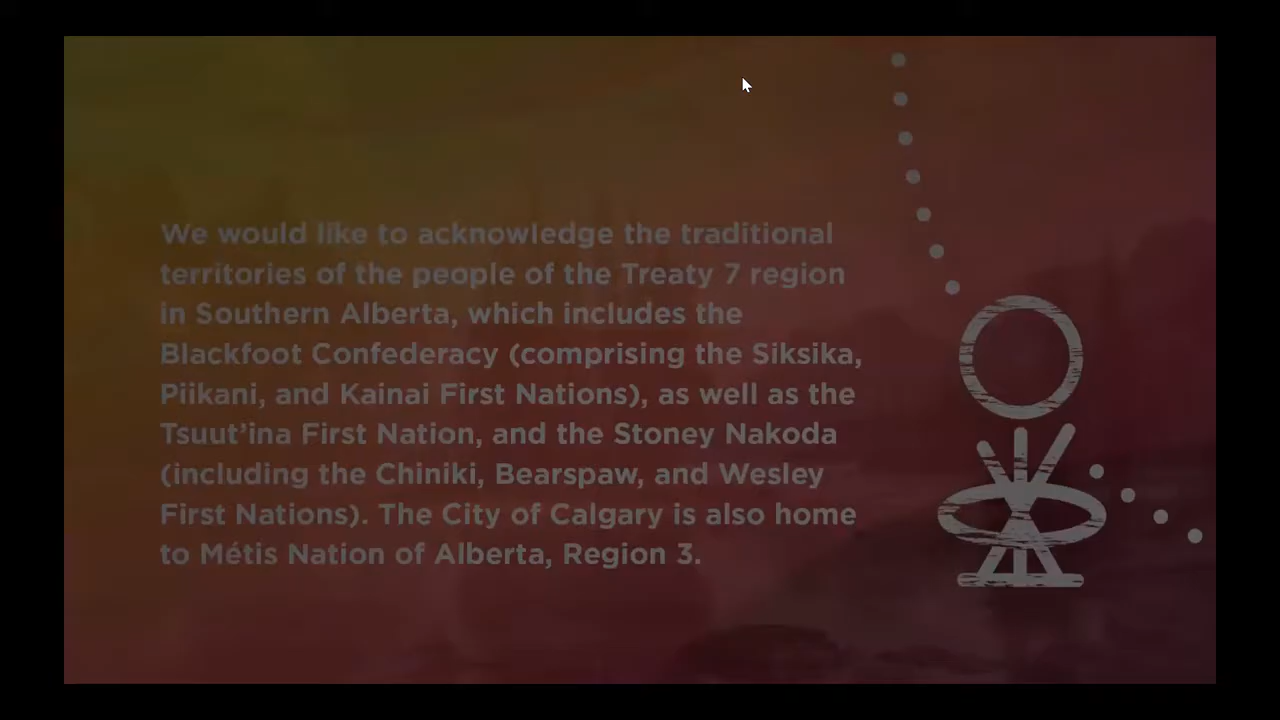 We would like to acknowledge the traditional
territories of the people of the Treaty 7 region
in Southern Alberta, which includes the
Blackfoot Confederacy (comprising the Siksika,
Piikani, and Kainai First Nations), as well as the
Tsuut’ina First Nation, and the Stoney Nakoda
(including the Chiniki, Bearspaw, and Wesley
First Nations). The City of Calgary is also home
to Métis Nation of Alberta, Region 3.